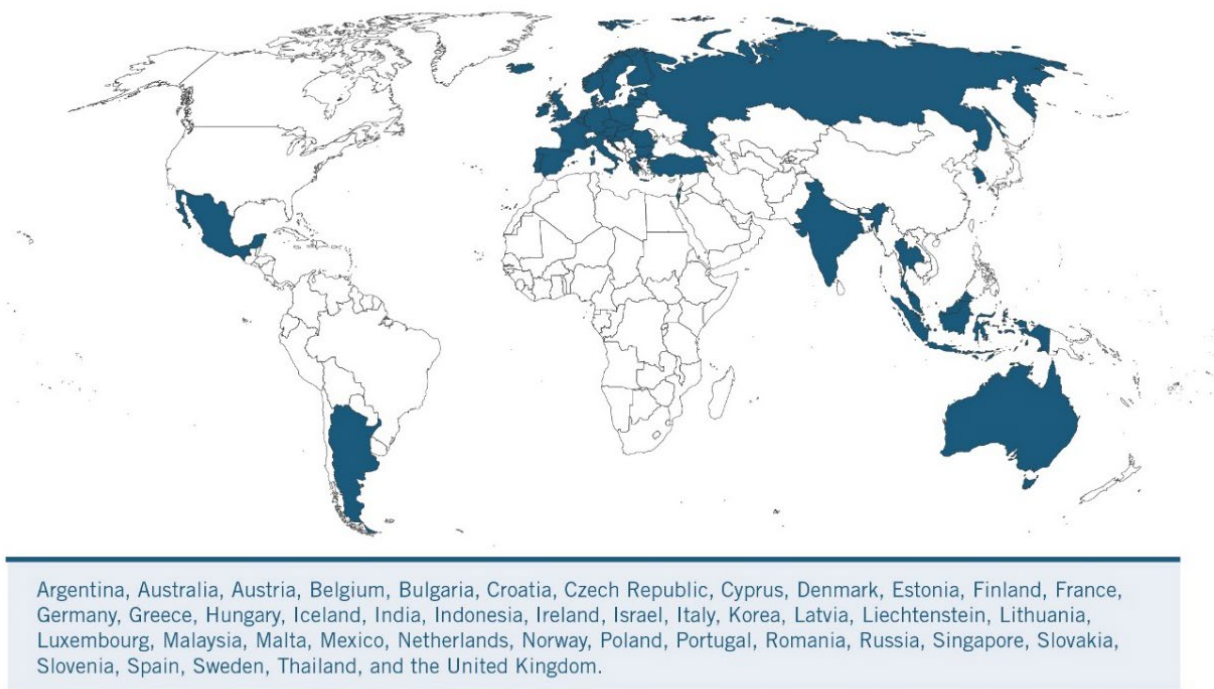 Argentina, Australia, Austria, Belgium, Bulgaria, Croatia, Czech Republic, Cyprus, Denmark, Estonia, Finland, France,
Germany, Greece, Hungary, Iceland, India, Indonesia, Ireland, Israel, Italy, Korea, Latvia, Liechtenstein, Lithuania,
Luxembourg, Malaysia, Malta, Mexico, Netherlands, Norway, Poland, Portugal, Romania, Russia, Singapore, Slovakia,
Slovenia, Spain, Sweden, Thailand, and the United Kingdom.